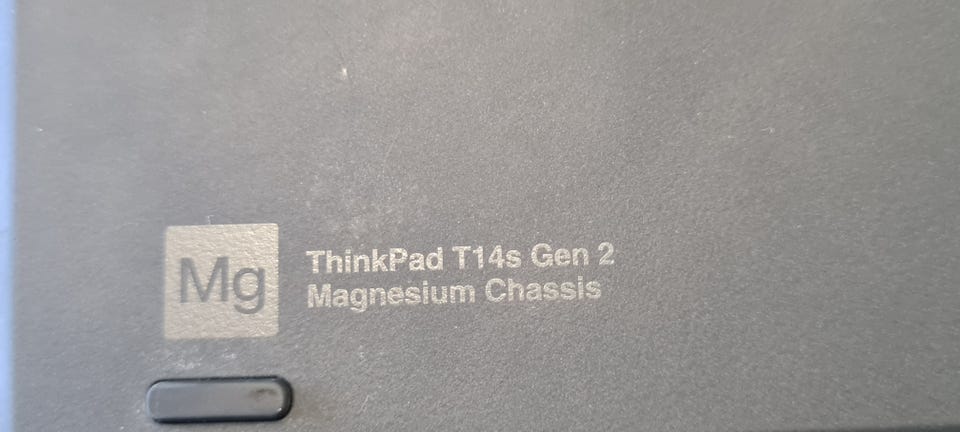 Mg
ThinkPad T14s Gen 2
Magnesium Chassis